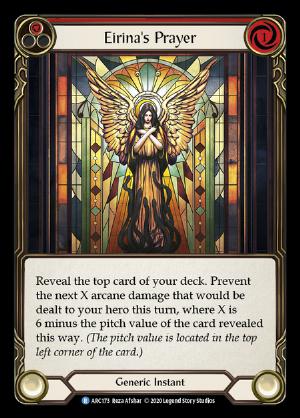 Eirina's Prayer
1
Reveal the top card of your deck. Prevent
the next X arcane damage that would be
dealt to your hero this turn, where X is
6 minus the pitch value of the card revealed
this way. (The pitch value is located in the top
left corner of the card.)
Generic Instant
R ARC173 Reza Afshar © 2020 Legend Story Studios